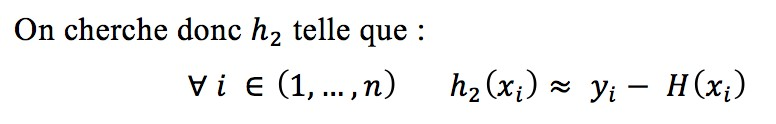 On cherche donc ℎ₂ telle que :
∀ 𝑖 ∈ (1, … , 𝑛) ℎ₂(𝑥ᵢ) ≈ 𝑦ᵢ − 𝐻(𝑥ᵢ)